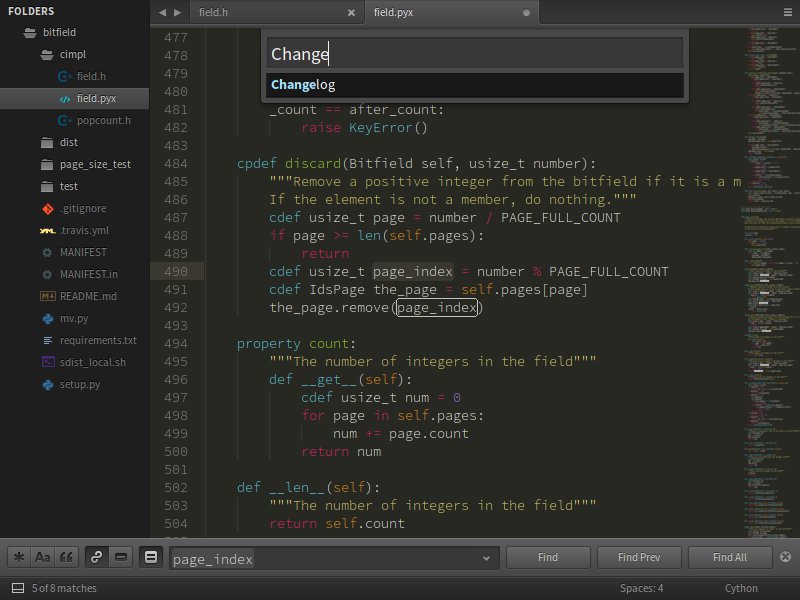 FOLDERS
bitfield
cimpl
field.h
field.pyx
popcount.h
dist
page_size_test
test
.gitignore
.travis.yml
MANIFEST
MANIFEST.in
README.md
mv.py
requirements.txt
sdist_local.sh
setup.py
field.h
field.pyx
Change
Changelog
477
478
479
480
481 _count == after_count:
482 raise KeyError()
483
484 cpdef discard(Bitfield self, usize_t number):
485 """Remove a positive integer from the bitfield if it is a m
486 If the element is not a member, do nothing."""
487 cdef usize_t page = number / PAGE_FULL_COUNT
488 if page >= len(self.pages):
489 return
490 cdef usize_t page_index = number % PAGE_FULL_COUNT
491 cdef IdsPage the_page = self.pages[page]
492 the_page.remove(page_index)
493
494 property count:
495 """The number of integers in the field"""
496 def __get__(self):
497 cdef usize_t num = 0
498 for page in self.pages:
499 num += page.count
500 return num
501
502 def __len__(self):
503 """The number of integers in the field"""
504 return self.count
Aa
page_index
Find
Find Prev
Find All
5 of 8 matches
Spaces: 4
Cython